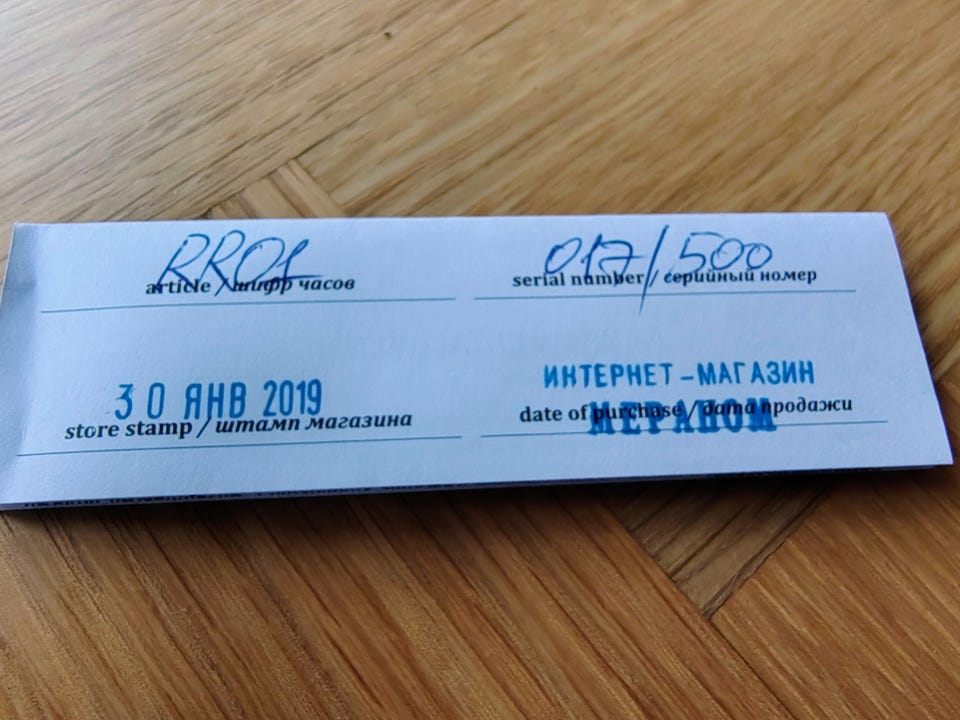 RR01
article / шифр часов
017/500
serial number / серийный номер
30 ЯНВ 2019
store stamp / штамп магазина
ИНТЕРНЕТ-МАГАЗИН
date of purchase / дата продажи
МЕРАНОМ